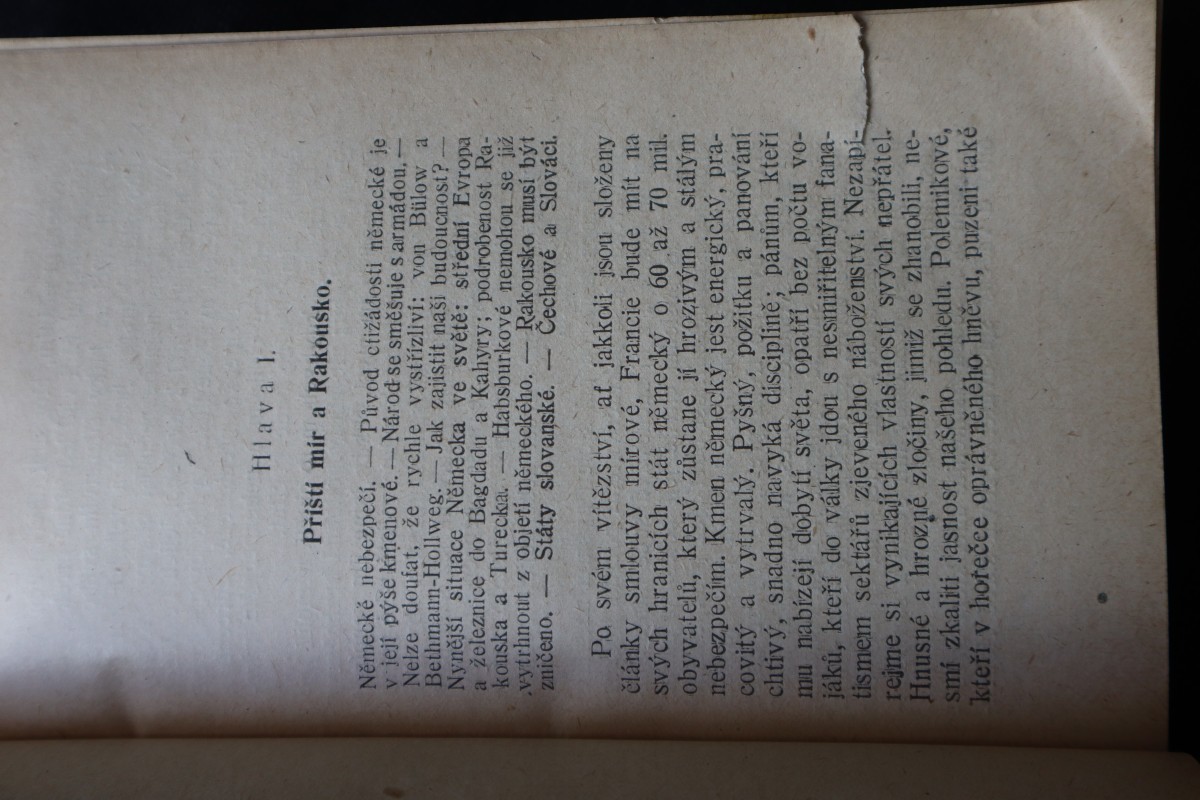 Hlava I.
Příští mír a Rakousko.
Německé nebezpečí. — Původ ctižádosti německé je
v její pýše kmenové. — Národ se směšuje s armádou. —
Nelze doufat, že rychle vystřízliví; von Bülow a
Bethmann-Hollweg. — Jak zajistit naši budoucnost? —
Nynější situace Německa ve světě; střední Evropa
a železnice do Bagdadu a Kahyry; podrobenost Ra-
kouska a Turecka. — Habsburkové nemohou se již
vytrhnout z objetí německého. — Rakousko musí být
zničeno. — Státy slovanské. — Čechové a Slováci.
Po svém vítězství, ať jakkoli jsou složeny
články smlouvy mírové, Francie bude mít na
svých hranicích stát německý o 60 až 70 mil.
obyvatelů, který zůstane jí hrozivým a stálým
nebezpečím. Kmen německý jest energický, pra-
covitý a vytrvalý. Pyšný, požitku a panování
chtivý, snadno navyká disciplině; pánům, kteří
mu nabízejí dobytí světa, opatří bez počtu vo-
jáků, kteří do války jdou s nesmiřitelným fana-
tismem sektářů zjeveného náboženství. Nezapí-
rejme si vynikajících vlastností svých nepřátel.
Hnusné a hrozné zločiny, jimiž se zhanobili, ne-
smí zkaliti jasnost našeho pohledu. Polemikové,
kteří v horečce oprávněného hněvu, puzeni také